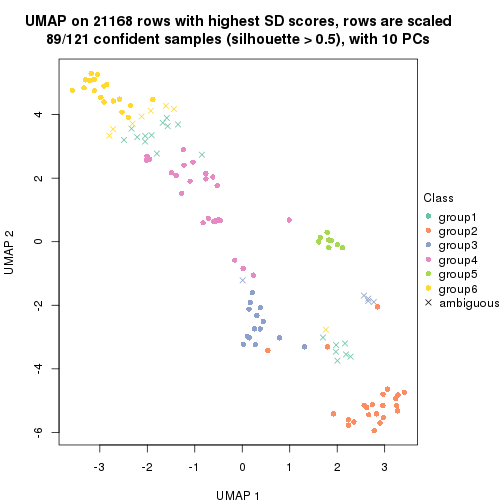 UMAP on 21168 rows with highest SD scores, rows are scaled
89/121 confident samples (silhouette > 0.5), with 10 PCs
4
2
0
-2
-4
-6
-3
-2
-1
0
1
2
3
UMAP 1
UMAP 2
Class
group1
group2
group3
group4
group5
group6
ambiguous